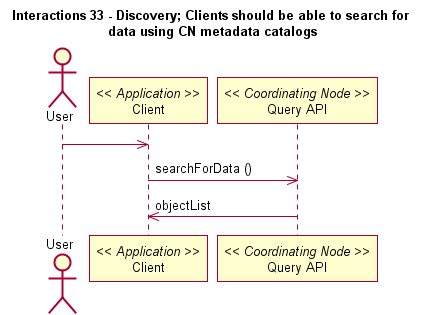 Interactions 33 - Discovery; Clients should be able to search for
data using CN metadata catalogs
User
<< Application >>
Client
<< Coordinating Node >>
Query API
searchForData ()
objectList
User
<< Application >>
Client
<< Coordinating Node >>
Query API